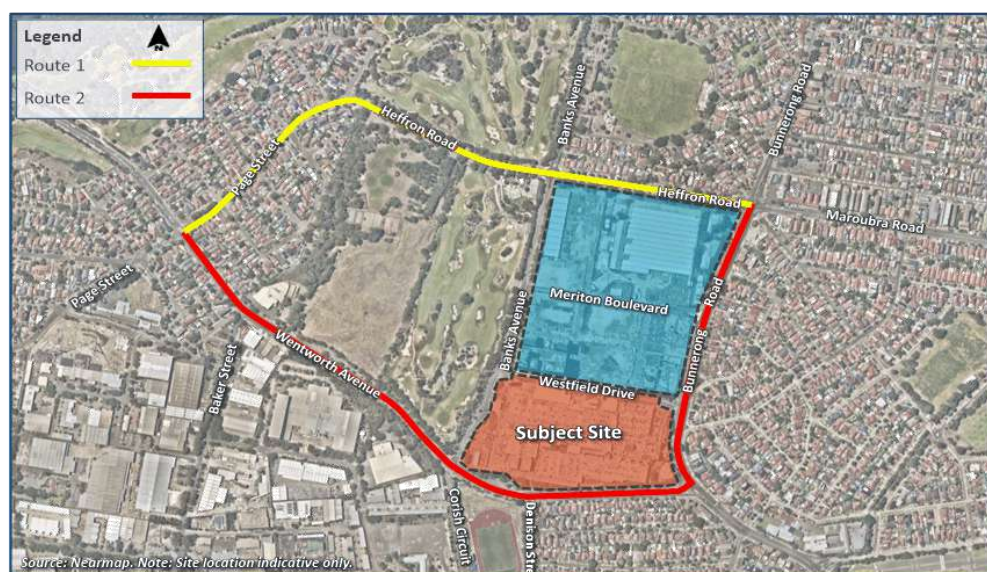 Legend
N
Route 1
Route 2
Banks Avenue
Bunnerong Road
Heffron Road
Page Street
Heffron Road
Maroubra Road
Page Street
Meriton Boulevard
Banks Avenue
Bunnerong Road
Wentworth Avenue
Baker Street
Westfield Drive
Subject Site
Corish Circuit
Denison Stre
Source: Nearmap. Note: Site location indicative only.